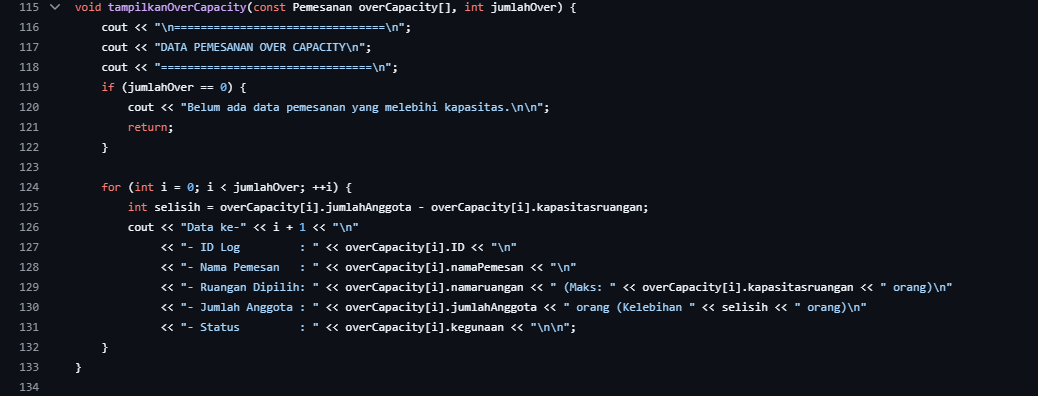 115 void tampilkanOverCapacity(const Pemesanan overCapacity[], int jumlahOver) {
116     cout << "\n================================\n";
117     cout << "DATA PEMESANAN OVER CAPACITY\n";
118     cout << "================================\n";
119     if (jumlahOver == 0) {
120         cout << "Belum ada data pemesanan yang melebihi kapasitas.\n\n";
121         return;
122     }
123
124     for (int i = 0; i < jumlahOver; ++i) {
125         int selisih = overCapacity[i].jumlahAnggota - overCapacity[i].kapasitasruangan;
126         cout << "Data ke-" << i + 1 << "\n"
127              << "- ID Log         : " << overCapacity[i].ID << "\n"
128              << "- Nama Pemesan   : " << overCapacity[i].namaPemesan << "\n"
129              << "- Ruangan Dipilih: " << overCapacity[i].namaruangan << " (Maks: " << overCapacity[i].kapasitasruangan << " orang)\n"
130              << "- Jumlah Anggota : " << overCapacity[i].jumlahAnggota << " orang (Kelebihan " << selisih << " orang)\n"
131              << "- Status         : " << overCapacity[i].kegunaan << "\n\n";
132     }
133 }
134